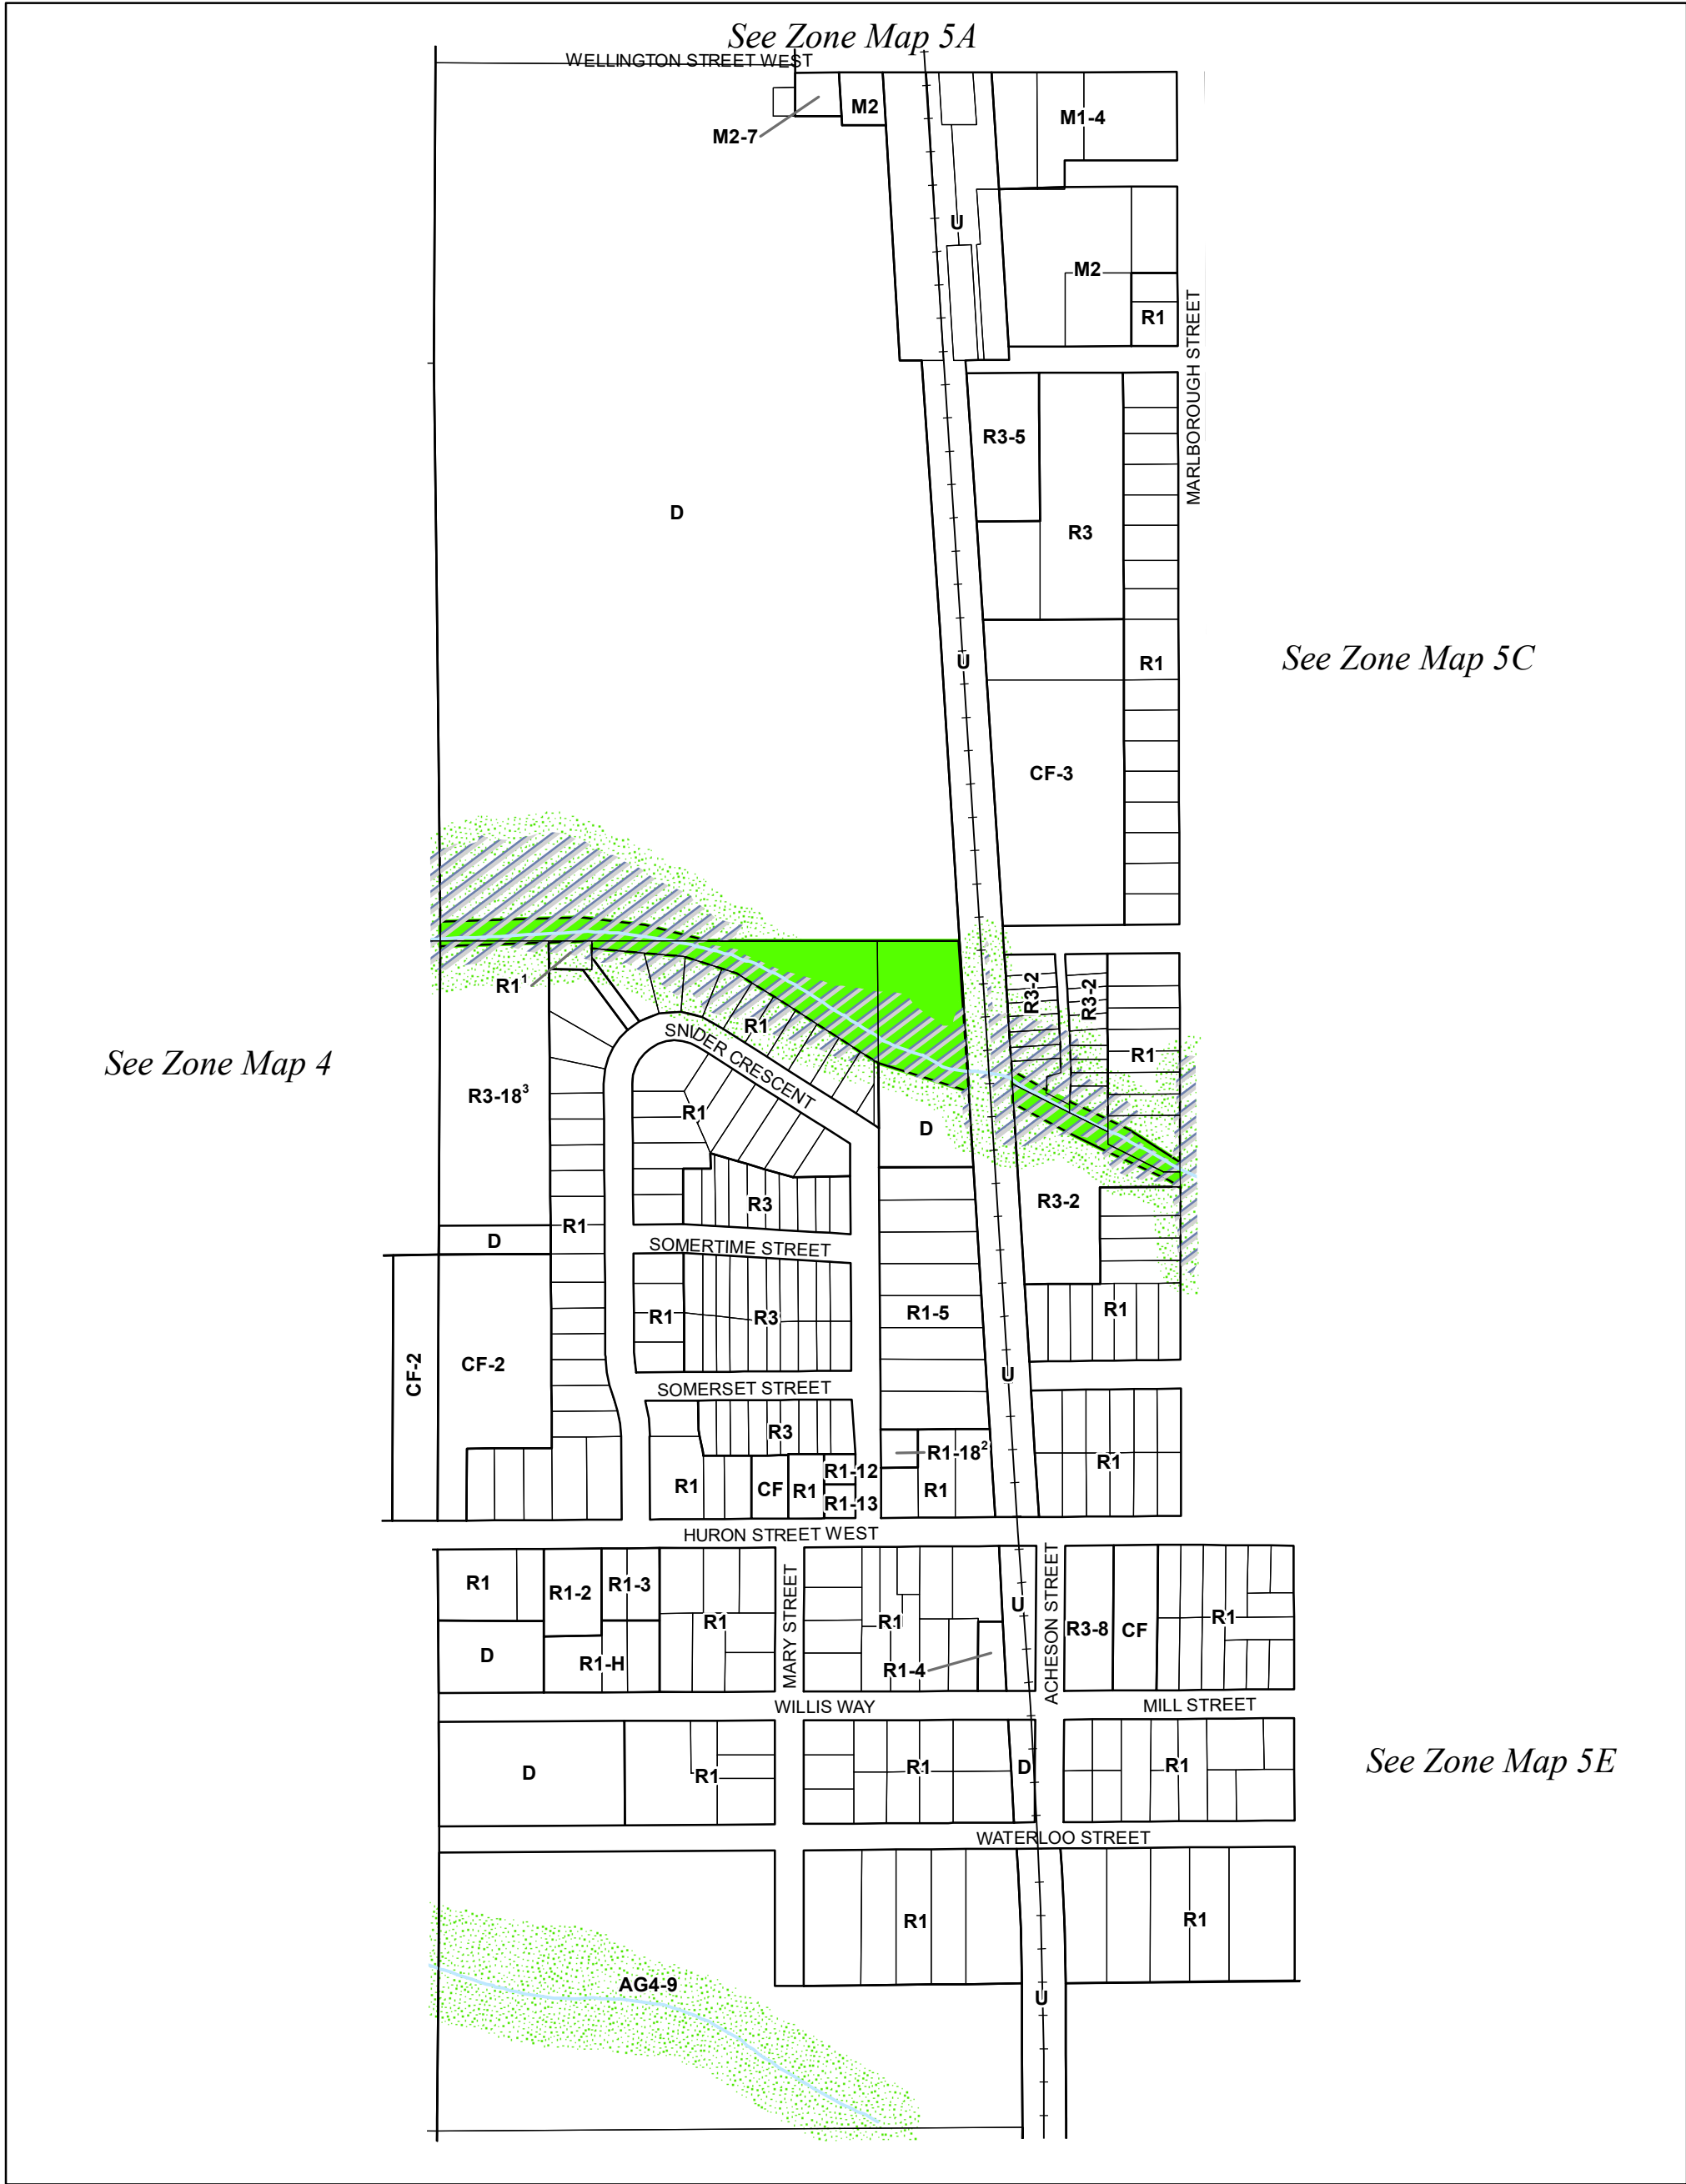 See Zone Map 5A
WELLINGTON STREET WEST
M2
M2-7
M1-4
U
M2
R1
MARLBOROUGH STREET
R3-5
D
R3
See Zone Map 5C
U
R1
CF-3
R1¹
R3-2
R3-2
R1
SNIDER CRESCENT
R1
See Zone Map 4
R3-18³
R1
D
R3-2
R3
R1
D
SOMERTIME STREET
R1
R3
R1-5
R1
CF-2
CF-2
U
SOMERSET STREET
R3
R1-18²
R1
R1-12
R1
CF
R1
R1-13
R1
HURON STREET WEST
R1
R1-2
R1-3
R1
MARY STREET
R1
U
ACHESON STREET
R3-8
CF
R1
D
R1-H
R1-4
WILLIS WAY
MILL STREET
D
R1
R1
D
R1
See Zone Map 5E
WATERLOO STREET
R1
R1
AG4-9
U